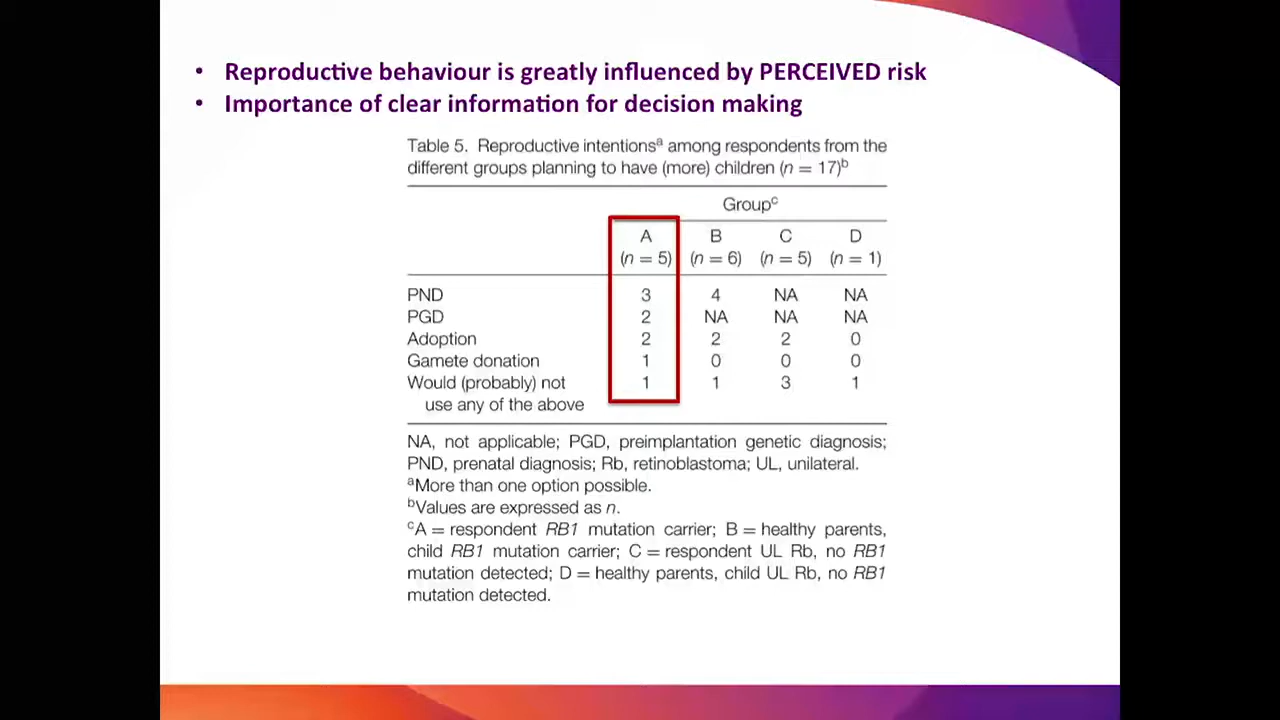 • Reproductive behaviour is greatly influenced by PERCEIVED risk
• Importance of clear information for decision making
Table 5. Reproductive intentionsᵃ among respondents from the
different groups planning to have (more) children (n = 17)ᵇ
Groupᶜ
A B C D
(n = 5) (n = 6) (n = 5) (n = 1)
PND 3 4 NA NA
PGD 2 NA NA NA
Adoption 2 2 2 0
Gamete donation 1 0 0 0
Would (probably) not 1 1 3 1
use any of the above
NA, not applicable; PGD, preimplantation genetic diagnosis;
PND, prenatal diagnosis; Rb, retinoblastoma; UL, unilateral.
ᵃMore than one option possible.
ᵇValues are expressed as n.
ᶜA = respondent RB1 mutation carrier; B = healthy parents,
child RB1 mutation carrier; C = respondent UL Rb, no RB1
mutation detected; D = healthy parents, child UL Rb, no RB1
mutation detected.